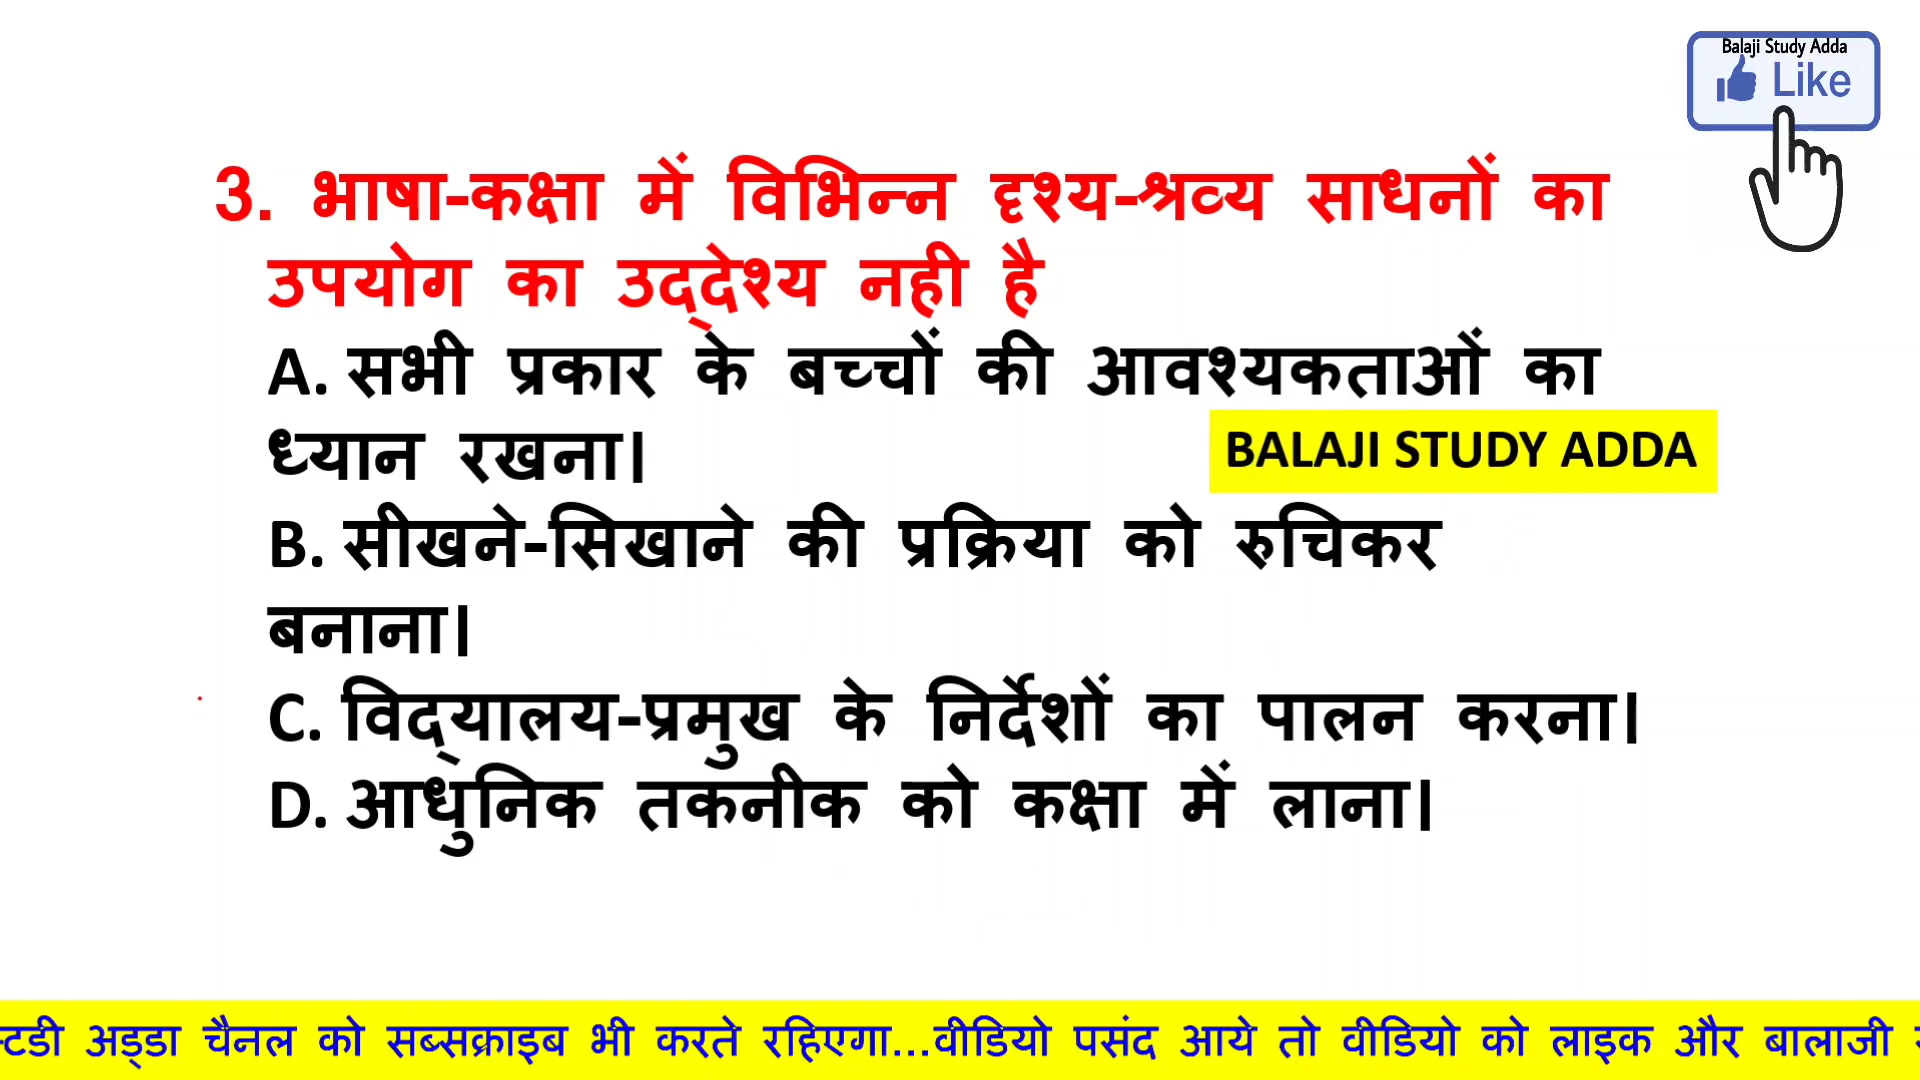 Balaji Study Adda
Like
3. भाषा-कक्षा में विभिन्न दृश्य-श्रव्य साधनों का
उपयोग का उद्देश्य नही है
A. सभी प्रकार के बच्चों की आवश्यकताओं का
ध्यान रखना।
BALAJI STUDY ADDA
B. सीखने-सिखाने की प्रक्रिया को रुचिकर
बनाना।
C. विद्यालय-प्रमुख के निर्देशों का पालन करना।
D. आधुनिक तकनीक को कक्षा में लाना।
अड्डा चैनल को सब्सक्राइब भी करते रहिएगा...वीडियो पसंद आये तो वीडियो को लाइक और बालाजी